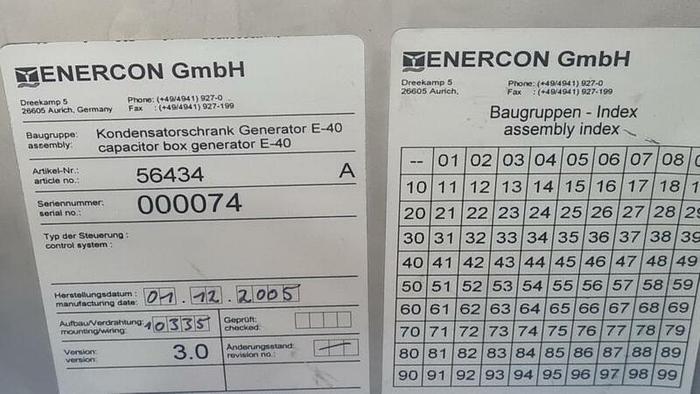 ENERCON GmbH
Dreekamp 5
26605 Aurich, Germany
Phone: (+49/4941) 927-0
Fax : (+49/4941) 927-199
Baugruppe: Kondensatorschrank Generator E-40
assembly: capacitor box generator E-40
Artikel-Nr.:
article no.: 56434 A
Seriennummer:
serial no.: 000074
Typ der Steuerung :
control system :
Herstellungsdatum :
manufacturing date: 01.12.2005
Aufbau/Verdrahtung:
mounting/wiring: 10335
Geprüft:
checked:
Version:
version: 3.0
Änderungsstand:
revision no.:
ENERCON GmbH
Dreekamp 5
26605 Aurich,
Phone: (+49/4941) 927-0
Fax : (+49/4941) 927-199
Baugruppen - Index
assembly index
-- 01 02 03 04 05 06 07 08
10 11 12 13 14 15 16 17 18
20 21 22 23 24 25 26 27 28 29
30 31 32 33 34 35 36 37 38 39
40 41 42 43 44 45 46 47 48 49
50 51 52 53 54 55 56 57 58 59
60 61 62 63 64 65 66 67 68 69
70 71 72 73 74 75 76 77 78 79
80 81 82 83 84 85 86 87 88 89
90 91 92 93 94 95 96 97 98 99